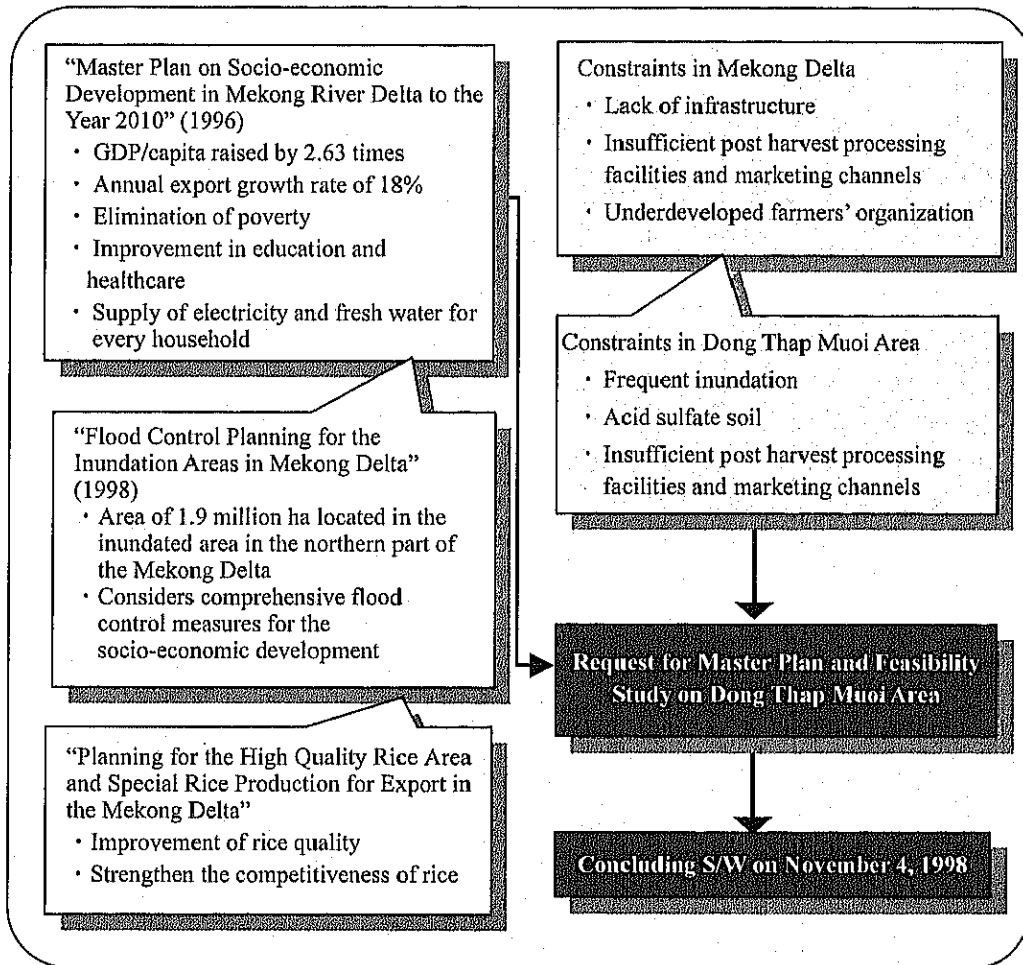 “Master Plan on Socio-economic
Development in Mekong River Delta to the
Year 2010” (1996)
· GDP/capita raised by 2.63 times
· Annual export growth rate of 18%
· Elimination of poverty
· Improvement in education and
healthcare
· Supply of electricity and fresh water for
every household
“Flood Control Planning for the
Inundation Areas in Mekong Delta”
(1998)
· Area of 1.9 million ha located in the
inundated area in the northern part of
the Mekong Delta
· Considers comprehensive flood
control measures for the
socio-economic development
“Planning for the High Quality Rice Area
and Special Rice Production for Export in
the Mekong Delta”
· Improvement of rice quality
· Strengthen the competitiveness of rice
Constraints in Mekong Delta
· Lack of infrastructure
· Insufficient post harvest processing
facilities and marketing channels
· Underdeveloped farmers’ organization
Constraints in Dong Thap Muoi Area
· Frequent inundation
· Acid sulfate soil
· Insufficient post harvest processing
facilities and marketing channels
Request for Master Plan and Feasibility
Study on Dong Thap Muoi Area
Concluding S/W on November 4, 1998